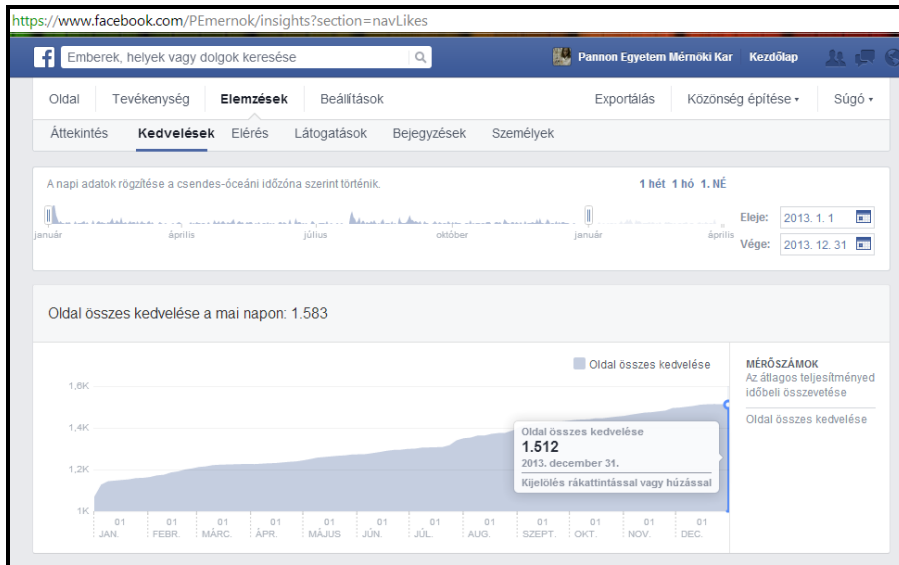 https://www.facebook.com/PEmernok/insights?section=navLikes
Emberek, helyek vagy dolgok keresése
Pannon Egyetem Mérnöki Kar Kezdőlap
Oldal Tevékenység Elemzések Beállítások Exportálás Közönség építése Súgó
Áttekintés Kedvelések Elérés Látogatások Bejegyzések Személyek
A napi adatok rögzítése a csendes-óceáni időzóna szerint történik.
1 hét 1 hó 1. NÉ
január április július október január április
Eleje: 2013. 1. 1
Vége: 2013. 12. 31
Oldal összes kedvelése a mai napon: 1.583
Oldal összes kedvelése
1,6K
1,4K
1,2K
1K
Oldal összes kedvelése
1.512
2013. december 31.
Kijelölés rákattintással vagy húzással
01 01 01 01 01 01 01 01 01 01 01 01
JAN. FEBR. MÁRC. ÁPR. MÁJUS JÚN. JÚL. AUG. SZEPT. OKT. NOV. DEC.
MÉRŐSZÁMOK
Az átlagos teljesítményed
időbeli összevetése
Oldal összes kedvelése